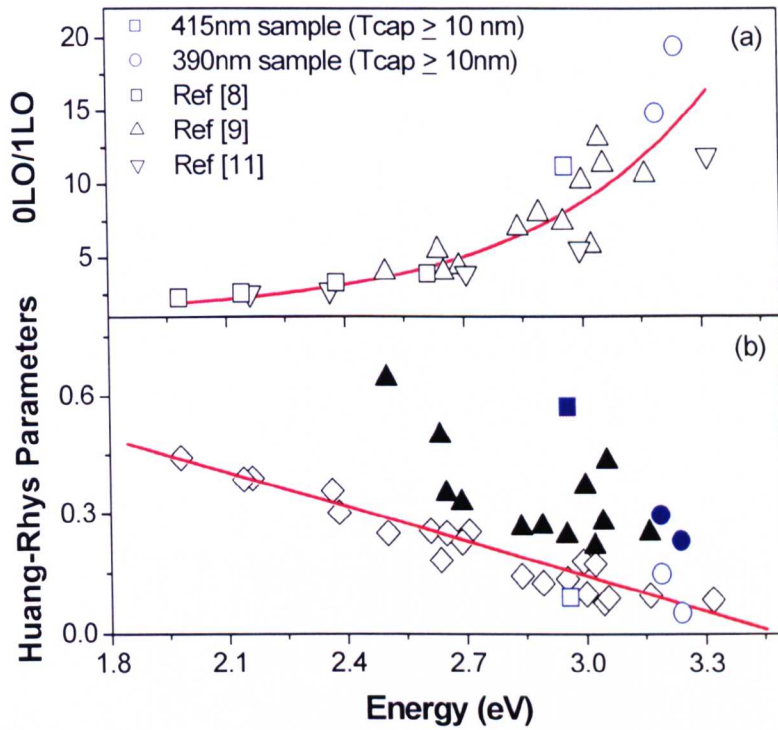 20
(a)
415nm sample (Tcap ≥ 10 nm)
390nm sample (Tcap ≥ 10nm)
Ref [8]
Ref [9]
Ref [11]
15
10
5
0LO/1LO
(b)
0.6
0.3
0.0
Huang-Rhys Parameters
1.8 2.1 2.4 2.7 3.0 3.3
Energy (eV)